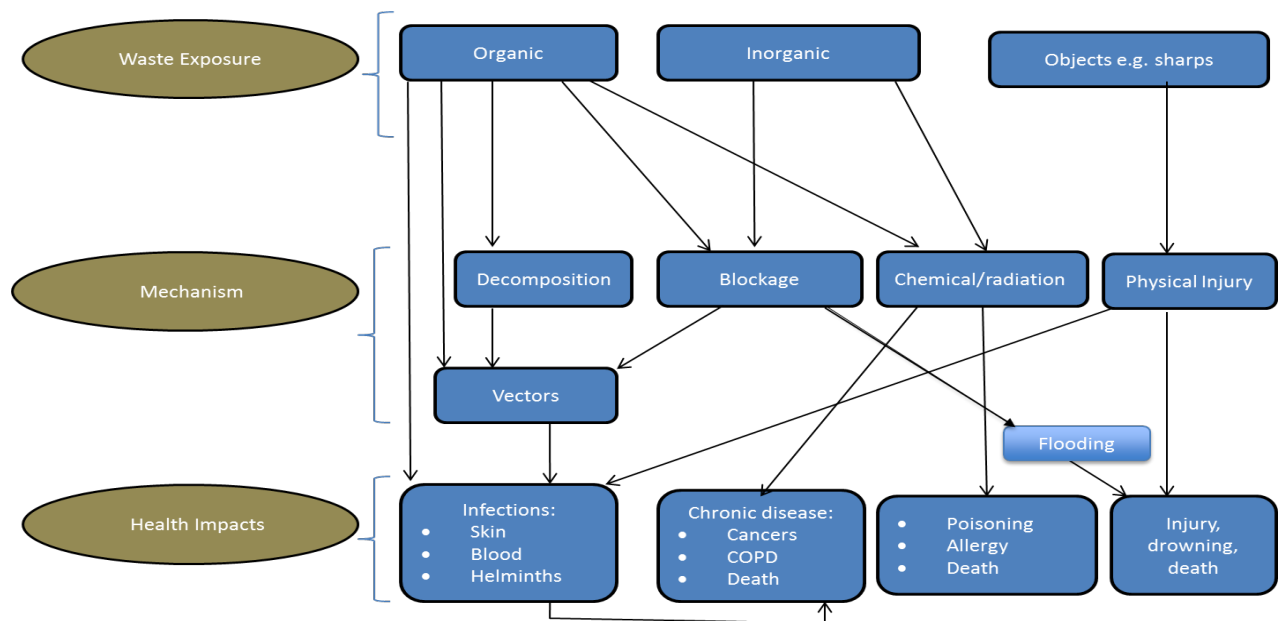 Waste Exposure
Organic
Inorganic
Objects e.g. sharps
Mechanism
Decomposition
Blockage
Chemical/radiation
Physical Injury
Vectors
Flooding
Health Impacts
Infections:
• Skin
• Blood
• Helminths
Chronic disease:
• Cancers
• COPD
• Death
• Poisoning
• Allergy
• Death
Injury,
drowning,
death